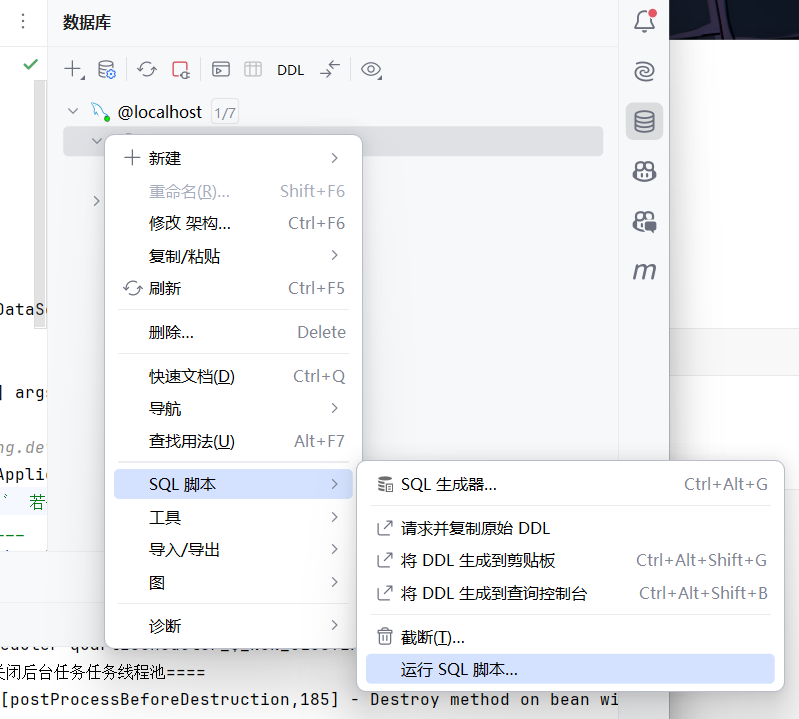 数据库
DDL
@localhost 1/7
新建
重命名(R)... Shift+F6
修改 架构... Ctrl+F6
复制/粘贴
刷新 Ctrl+F5
删除... Delete
快速文档(D) Ctrl+Q
导航
查找用法(U) Alt+F7
SQL 脚本
工具
导入/导出
图
诊断
SQL 生成器... Ctrl+Alt+G
请求并复制原始 DDL
将 DDL 生成到剪贴板 Ctrl+Alt+Shift+G
将 DDL 生成到查询控制台 Ctrl+Alt+Shift+B
截断(T)...
运行 SQL 脚本...
m
DataSo
args
ng.de
Appli
若
---
关闭后台任务任务线程池====
[postProcessBeforeDestruction,185] - Destroy method on bean wi